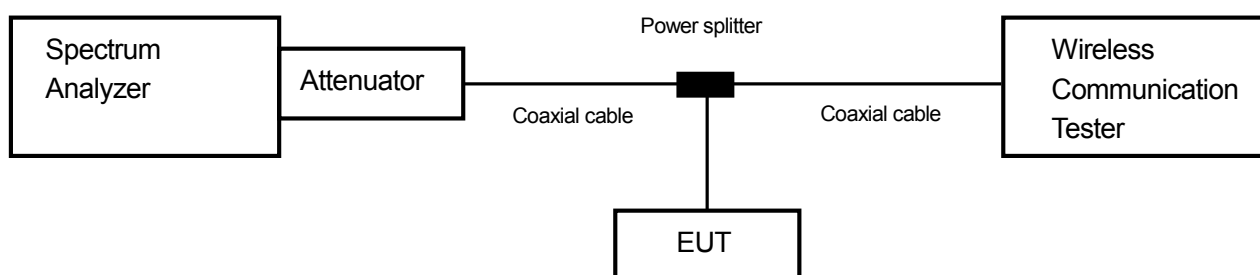 Power splitter
Spectrum
Analyzer
Attenuator
Coaxial cable
Coaxial cable
Wireless
Communication
Tester
EUT